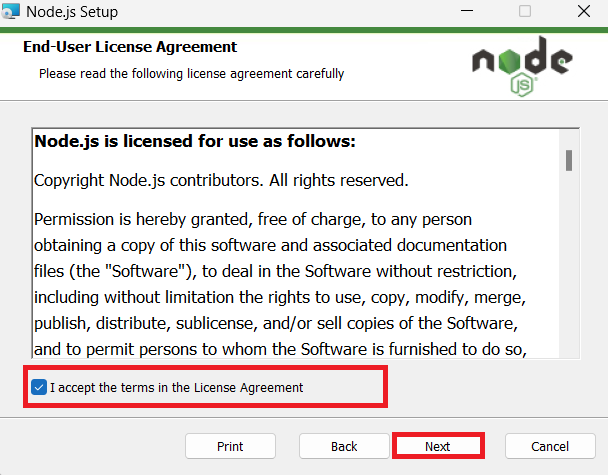 Node.js Setup
End-User License Agreement
Please read the following license agreement carefully
node
JS
Node.js is licensed for use as follows:
Copyright Node.js contributors. All rights reserved.
Permission is hereby granted, free of charge, to any person
obtaining a copy of this software and associated documentation
files (the "Software"), to deal in the Software without restriction,
including without limitation the rights to use, copy, modify, merge,
publish, distribute, sublicense, and/or sell copies of the Software,
and to permit persons to whom the Software is furnished to do so,
I accept the terms in the License Agreement
Print Back Next Cancel